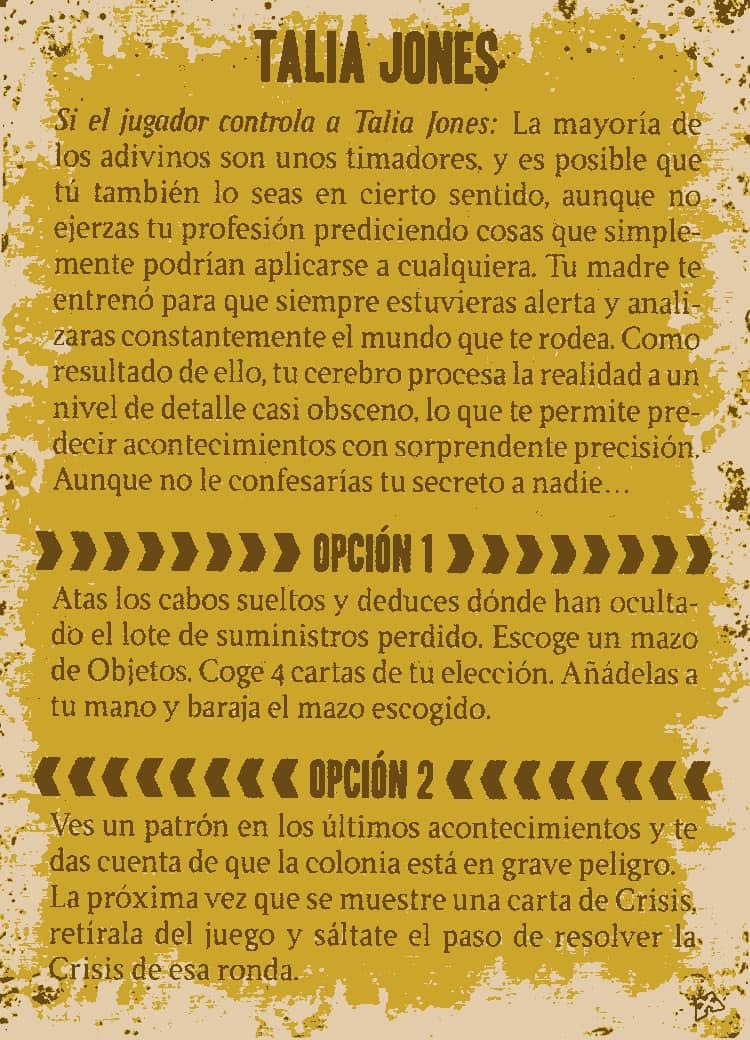 TALIA JONES
Si el jugador controla a Talia Jones: La mayoría de
los adivinos son unos timadores, y es posible que
tú también lo seas en cierto sentido, aunque no
ejerzas tu profesión prediciendo cosas que simple-
mente podrían aplicarse a cualquiera. Tu madre te
entrenó para que siempre estuvieras alerta y anali-
zaras constantemente el mundo que te rodea. Como
resultado de ello, tu cerebro procesa la realidad a un
nivel de detalle casi obsceno, lo que te permite pre-
decir acontecimientos con sorprendente precisión.
Aunque no le confesarías tu secreto a nadie...
OPCIÓN 1
Atas los cabos sueltos y deduces dónde han oculta-
do el lote de suministros perdido. Escoge un mazo
de Objetos. Coge 4 cartas de tu elección. Añádelas a
tu mano y baraja el mazo escogido.
OPCIÓN 2
Ves un patrón en los últimos acontecimientos y te
das cuenta de que la colonia está en grave peligro.
La próxima vez que se muestre una carta de Crisis,
retírala del juego y sáltate el paso de resolver la
Crisis de esa ronda.